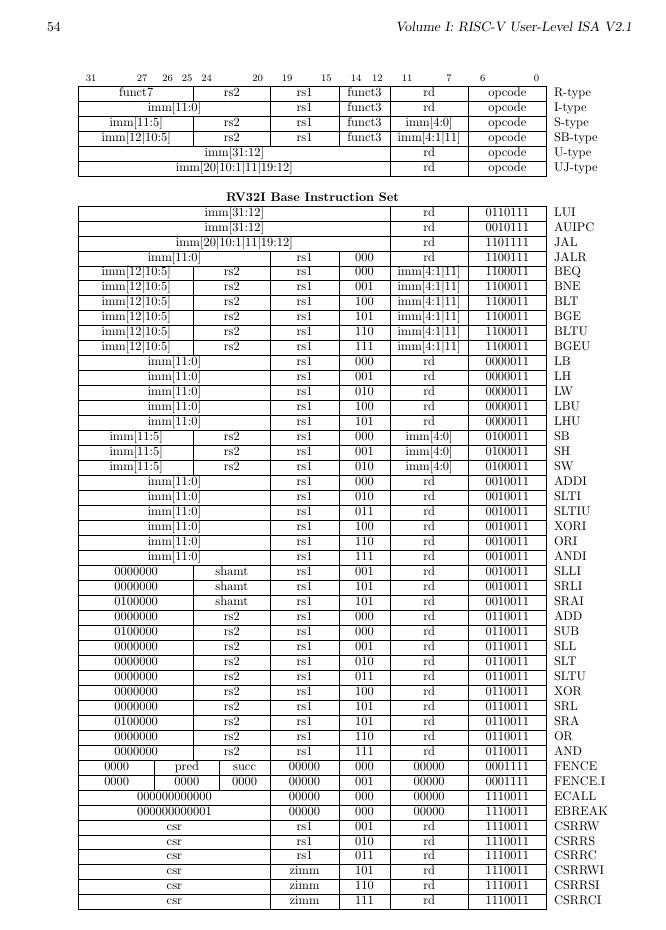 54 Volume I: RISC-V User-Level ISA V2.1
31 27 26 25 24 20 19 15 14 12 11 7 6 0
funct7 rs2 rs1 funct3 rd opcode R-type
imm[11:0] rs1 funct3 rd opcode I-type
imm[11:5] rs2 rs1 funct3 imm[4:0] opcode S-type
imm[12|10:5] rs2 rs1 funct3 imm[4:1|11] opcode SB-type
imm[31:12] rd opcode U-type
imm[20|10:1|11|19:12] rd opcode UJ-type
RV32I Base Instruction Set
imm[31:12] rd 0110111 LUI
imm[31:12] rd 0010111 AUIPC
imm[20|10:1|11|19:12] rd 1101111 JAL
imm[11:0] rs1 000 rd 1100111 JALR
imm[12|10:5] rs2 rs1 000 imm[4:1|11] 1100011 BEQ
imm[12|10:5] rs2 rs1 001 imm[4:1|11] 1100011 BNE
imm[12|10:5] rs2 rs1 100 imm[4:1|11] 1100011 BLT
imm[12|10:5] rs2 rs1 101 imm[4:1|11] 1100011 BGE
imm[12|10:5] rs2 rs1 110 imm[4:1|11] 1100011 BLTU
imm[12|10:5] rs2 rs1 111 imm[4:1|11] 1100011 BGEU
imm[11:0] rs1 000 rd 0000011 LB
imm[11:0] rs1 001 rd 0000011 LH
imm[11:0] rs1 010 rd 0000011 LW
imm[11:0] rs1 100 rd 0000011 LBU
imm[11:0] rs1 101 rd 0000011 LHU
imm[11:5] rs2 rs1 000 imm[4:0] 0100011 SB
imm[11:5] rs2 rs1 001 imm[4:0] 0100011 SH
imm[11:5] rs2 rs1 010 imm[4:0] 0100011 SW
imm[11:0] rs1 000 rd 0010011 ADDI
imm[11:0] rs1 010 rd 0010011 SLTI
imm[11:0] rs1 011 rd 0010011 SLTIU
imm[11:0] rs1 100 rd 0010011 XORI
imm[11:0] rs1 110 rd 0010011 ORI
imm[11:0] rs1 111 rd 0010011 ANDI
0000000 shamt rs1 001 rd 0010011 SLLI
0000000 shamt rs1 101 rd 0010011 SRLI
0100000 shamt rs1 101 rd 0010011 SRAI
0000000 rs2 rs1 000 rd 0110011 ADD
0100000 rs2 rs1 000 rd 0110011 SUB
0000000 rs2 rs1 001 rd 0110011 SLL
0000000 rs2 rs1 010 rd 0110011 SLT
0000000 rs2 rs1 011 rd 0110011 SLTU
0000000 rs2 rs1 100 rd 0110011 XOR
0000000 rs2 rs1 101 rd 0110011 SRL
0100000 rs2 rs1 101 rd 0110011 SRA
0000000 rs2 rs1 110 rd 0110011 OR
0000000 rs2 rs1 111 rd 0110011 AND
0000 pred succ 00000 000 00000 0001111 FENCE
0000 0000 0000 00000 001 00000 0001111 FENCE.I
000000000000 00000 000 00000 1110011 ECALL
000000000001 00000 000 00000 1110011 EBREAK
csr rs1 001 rd 1110011 CSRRW
csr rs1 010 rd 1110011 CSRRS
csr rs1 011 rd 1110011 CSRRC
csr zimm 101 rd 1110011 CSRRWI
csr zimm 110 rd 1110011 CSRRSI
csr zimm 111 rd 1110011 CSRRCI